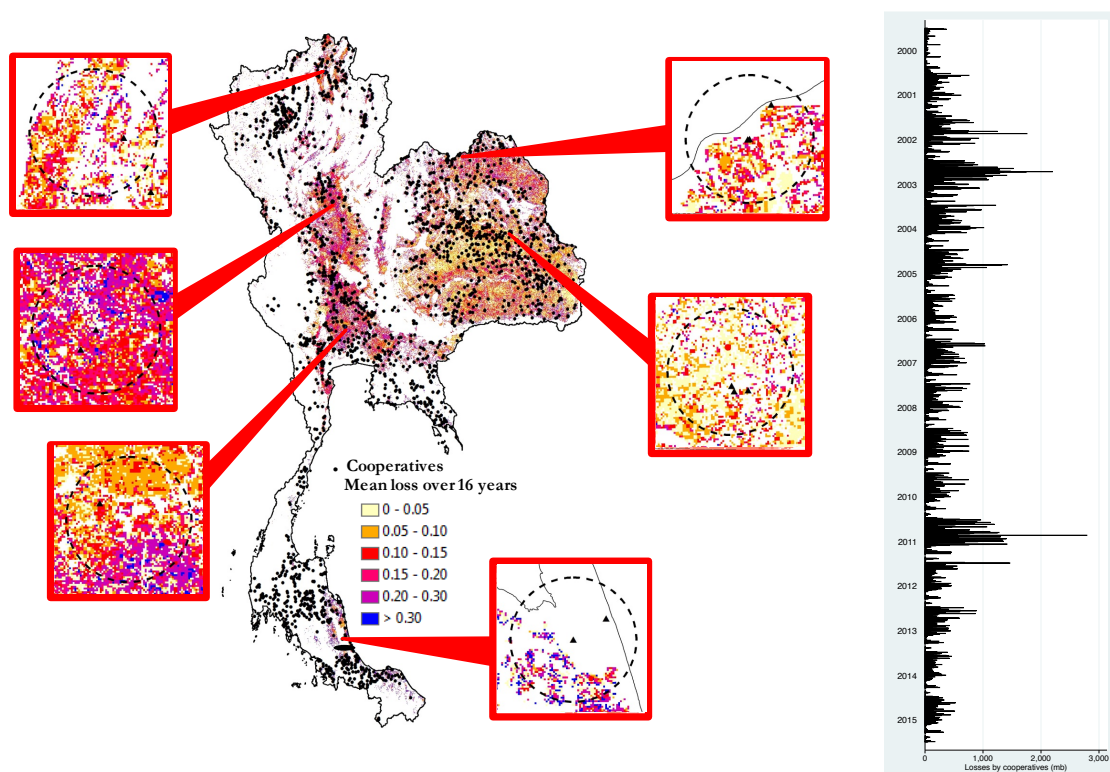 Cooperatives
Mean loss over 16 years
0 - 0.05
0.05 - 0.10
0.10 - 0.15
0.15 - 0.20
0.20 - 0.30
> 0.30
2000
2001
2002
2003
2004
2005
2006
2007
2008
2009
2010
2011
2012
2013
2014
2015
0
1,000
2,000
3,000
Losses by cooperatives (mb)